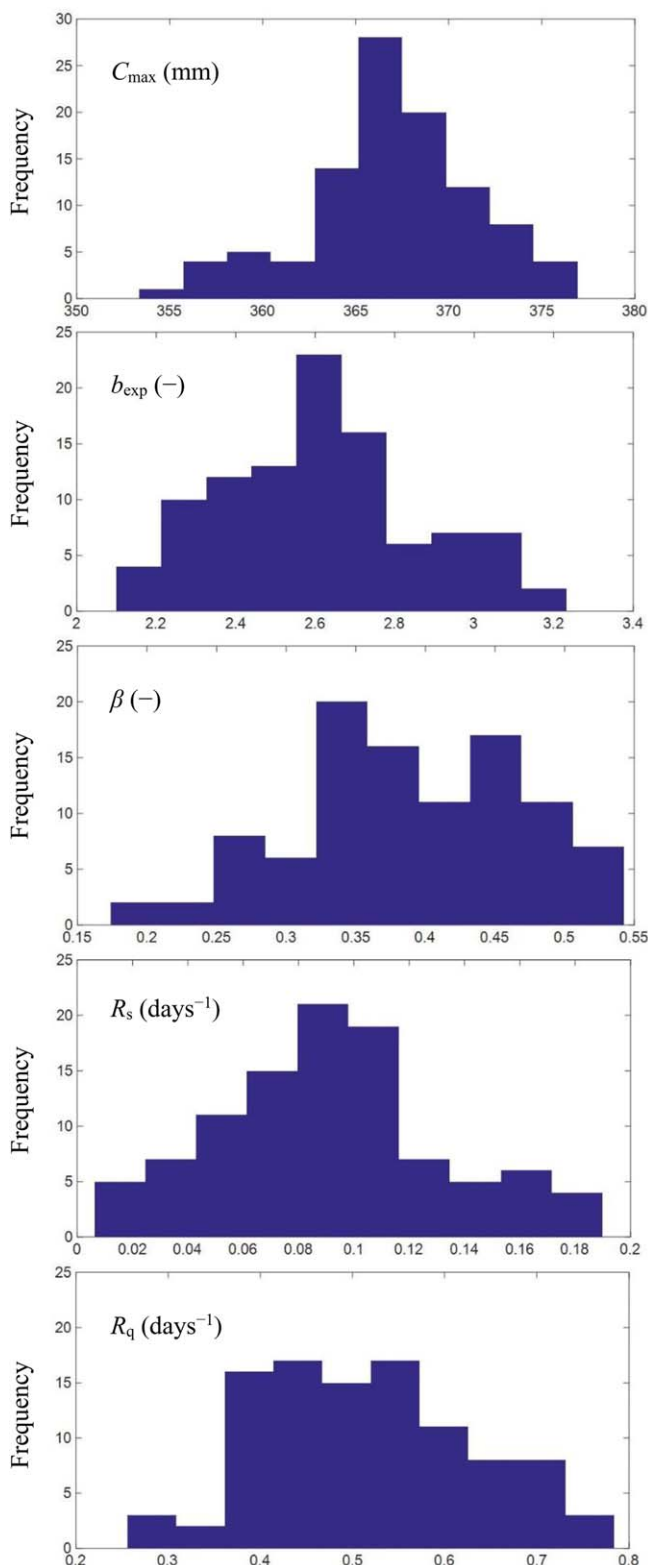 30
25
20
15
10
5
0
Frequency
C_max (mm)
350 355 360 365 370 375 380
25
20
15
10
5
0
Frequency
b_exp (−)
2 2.2 2.4 2.6 2.8 3 3.2 3.4
25
20
15
10
5
0
Frequency
β (−)
0.15 0.2 0.25 0.3 0.35 0.4 0.45 0.5 0.55
25
20
15
10
5
0
Frequency
R_s (days⁻¹)
0 0.02 0.04 0.06 0.08 0.1 0.12 0.14 0.16 0.18 0.2
25
20
15
10
5
0
Frequency
R_q (days⁻¹)
0.2 0.3 0.4 0.5 0.6 0.7 0.8